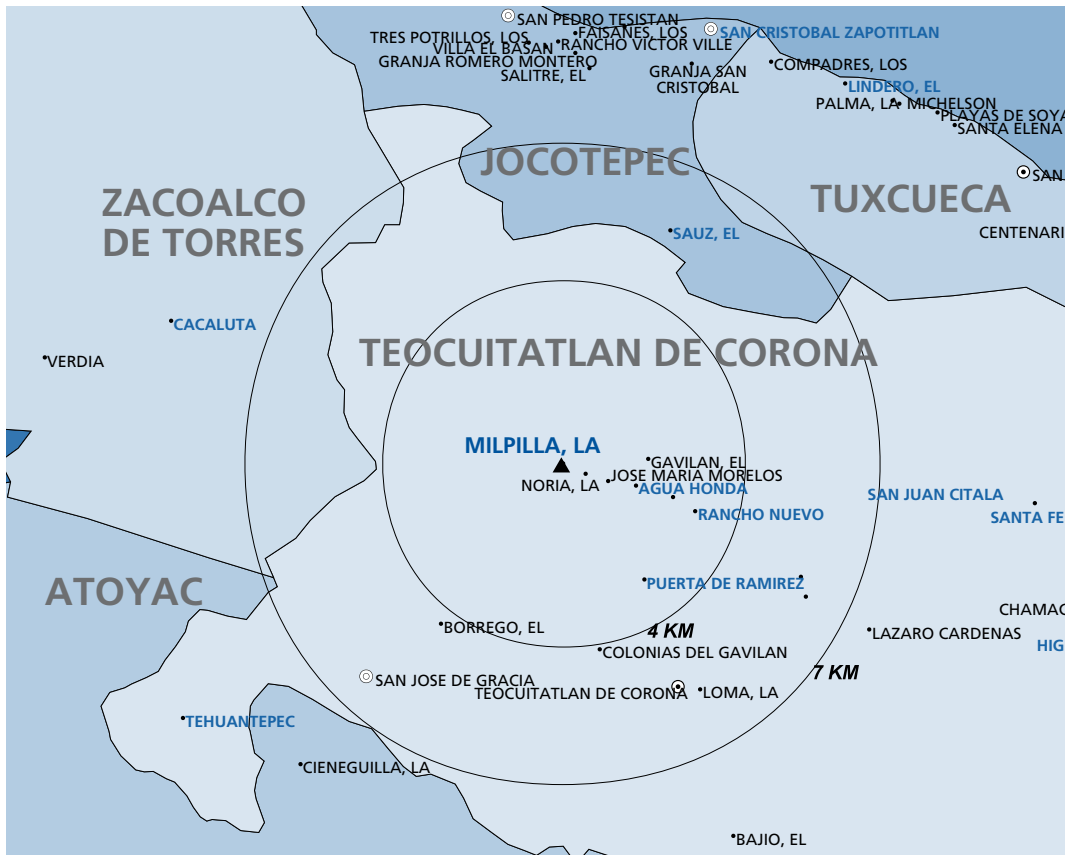 SAN PEDRO TESISTAN
TRES POTRILLOS, LOS
FAISANES, LOS
SAN CRISTOBAL ZAPOTITLAN
VILLA EL BASAN
RANCHO VICTOR VILLE
GRANJA ROMERO MONTERO
SALITRE, EL
GRANJA SAN
CRISTOBAL
COMPADRES, LOS
LINDERO, EL
PALMA, LA
MICHELSON
PLAYAS DE SOYA
SANTA ELENA
JOCOTEPEC
SAN
ZACOALCO
DE TORRES
TUXCUECA
SAUZ, EL
CENTENARI
CACALUTA
VERDIA
TEOCUITATLAN DE CORONA
MILPILLA, LA
GAVILAN, EL
JOSE MARIA MORELOS
NORIA, LA
AGUA HONDA
SAN JUAN CITALA
RANCHO NUEVO
SANTA FE
ATOYAC
PUERTA DE RAMIREZ
CHAMAC
BORREGO, EL
4 KM
LAZARO CARDENAS
HIG
COLONIAS DEL GAVILAN
7 KM
SAN JOSE DE GRACIA
TEOCUITATLAN DE CORONA
LOMA, LA
TEHUANTEPEC
CIENEGUILLA, LA
BAJIO, EL